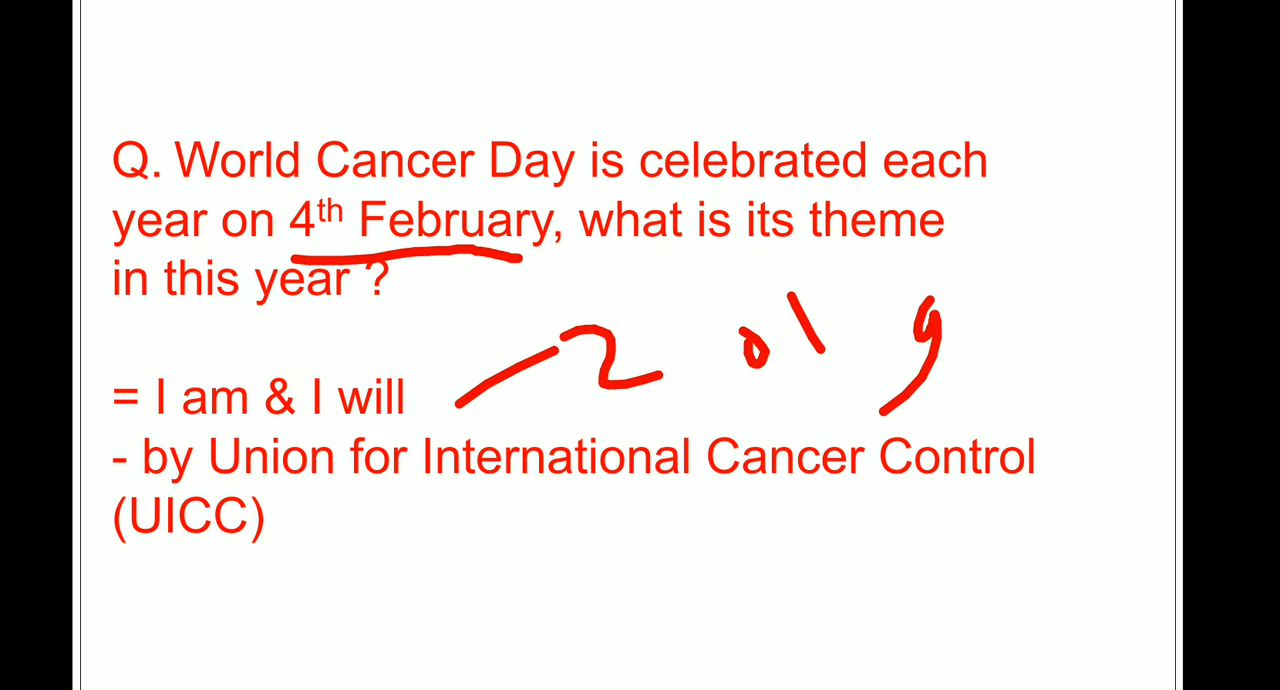 Q. World Cancer Day is celebrated each
year on 4th February, what is its theme
in this year ?
2019
= I am & I will
- by Union for International Cancer Control
(UICC)